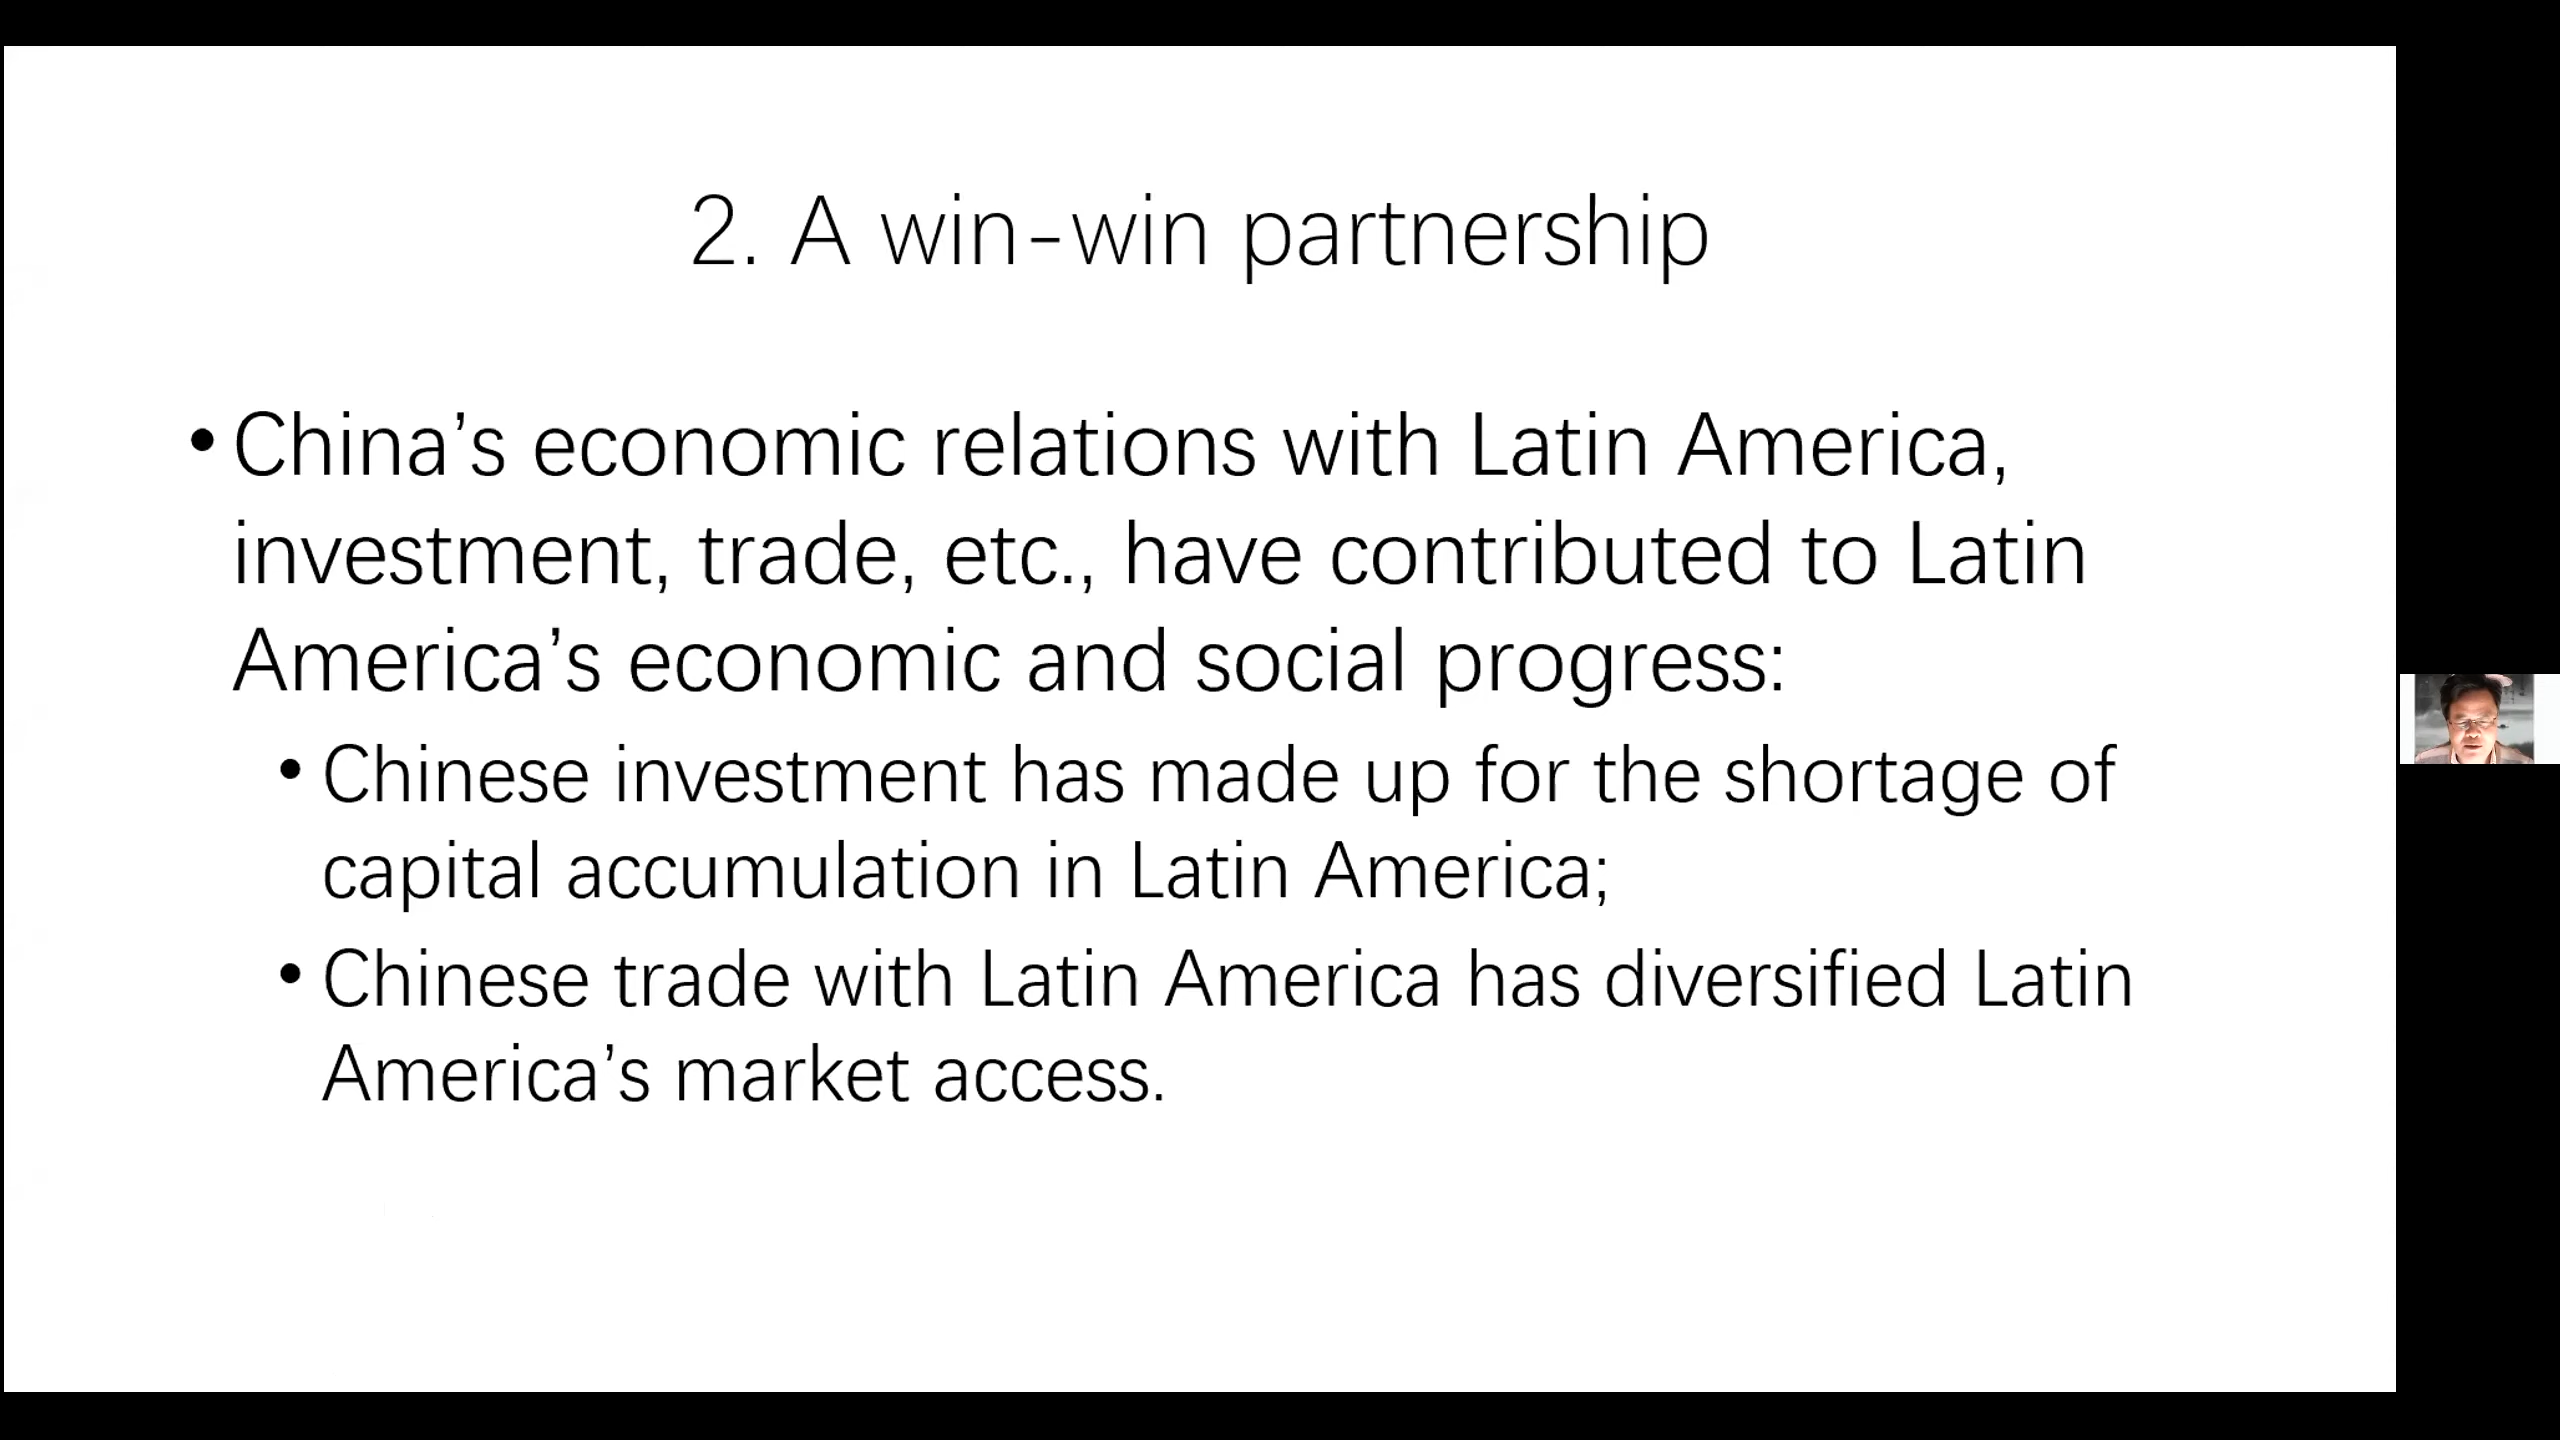 2. A win-win partnership
• China’s economic relations with Latin America,
investment, trade, etc., have contributed to Latin
America’s economic and social progress:
• Chinese investment has made up for the shortage of
capital accumulation in Latin America;
• Chinese trade with Latin America has diversified Latin
America’s market access.